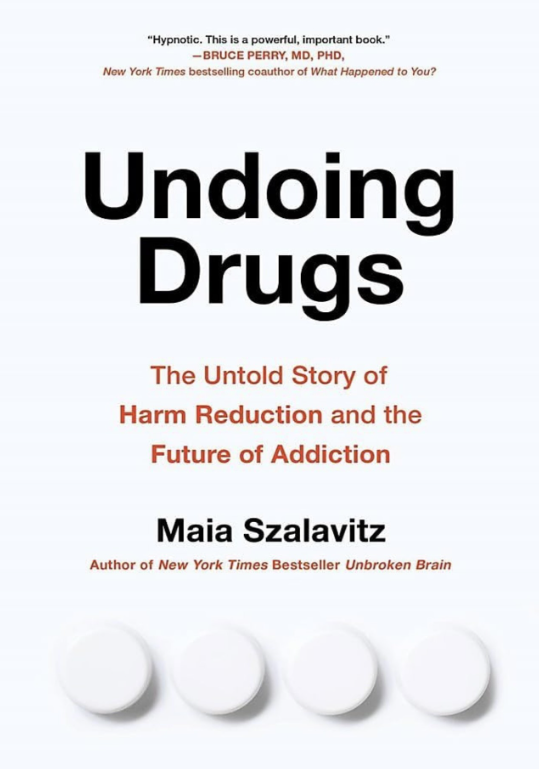 “Hypnotic. This is a powerful, important book.”
—BRUCE PERRY, MD, PHD,
New York Times bestselling coauthor of What Happened to You?
Undoing
Drugs
The Untold Story of
Harm Reduction and the
Future of Addiction
Maia Szalavitz
Author of New York Times Bestseller Unbroken Brain